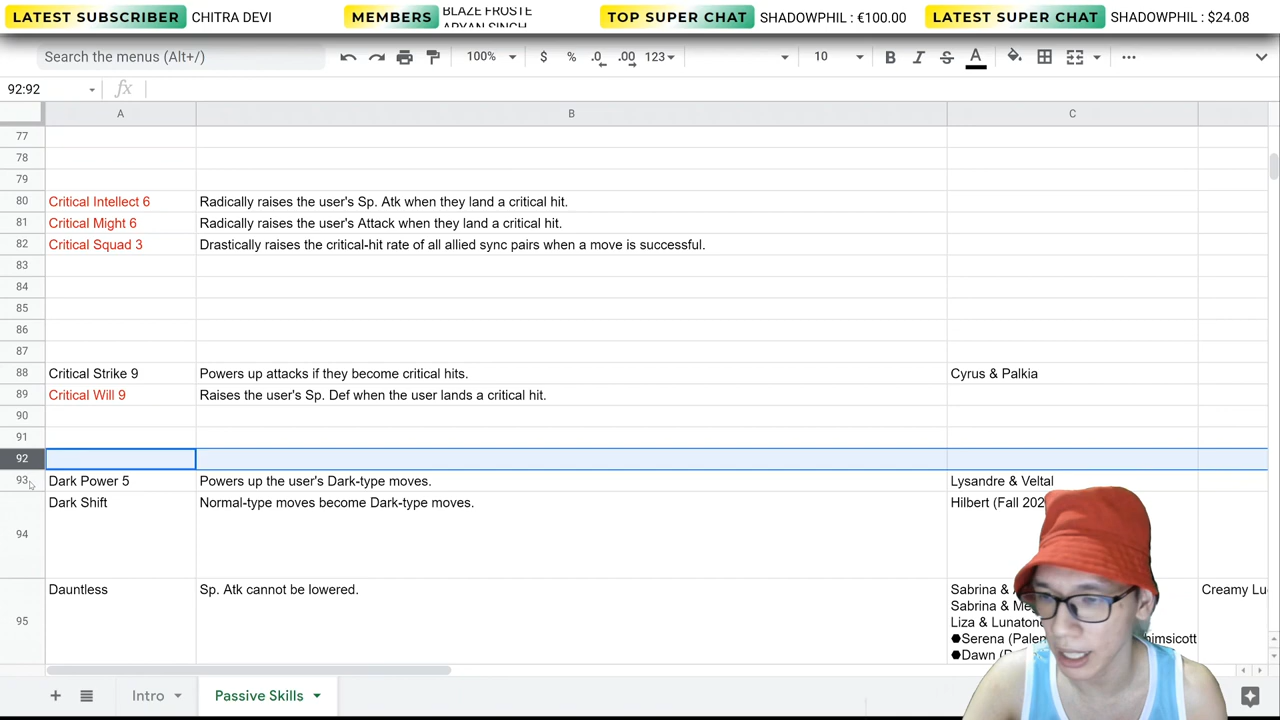 LATEST SUBSCRIBER CHITRA DEVI MEMBERS BLAZE FROSTE TOP SUPER CHAT SHADOWPHIL : €100.00 LATEST SUPER CHAT SHADOWPHIL : $24.08
ARYAN SINGH
Search the menus (Alt+/) 100% $ % .0 .00 123 10 B I S A
92:92 fx
A B C
77
78
79
80 Critical Intellect 6 Radically raises the user's Sp. Atk when they land a critical hit.
81 Critical Might 6 Radically raises the user's Attack when they land a critical hit.
82 Critical Squad 3 Drastically raises the critical-hit rate of all allied sync pairs when a move is successful.
83
84
85
86
87
88 Critical Strike 9 Powers up attacks if they become critical hits. Cyrus & Palkia
89 Critical Will 9 Raises the user's Sp. Def when the user lands a critical hit.
90
91
92
93 Dark Power 5 Powers up the user's Dark-type moves. Lysandre & Veltal
94 Dark Shift Normal-type moves become Dark-type moves. Hilbert (Fall 202
95 Dauntless Sp. Atk cannot be lowered. Sabrina & Creamy Lu
Sabrina & Me
Liza & Lunaton
⬣Serena (Palen himsicott
⬣Dawn (P
Intro Passive Skills